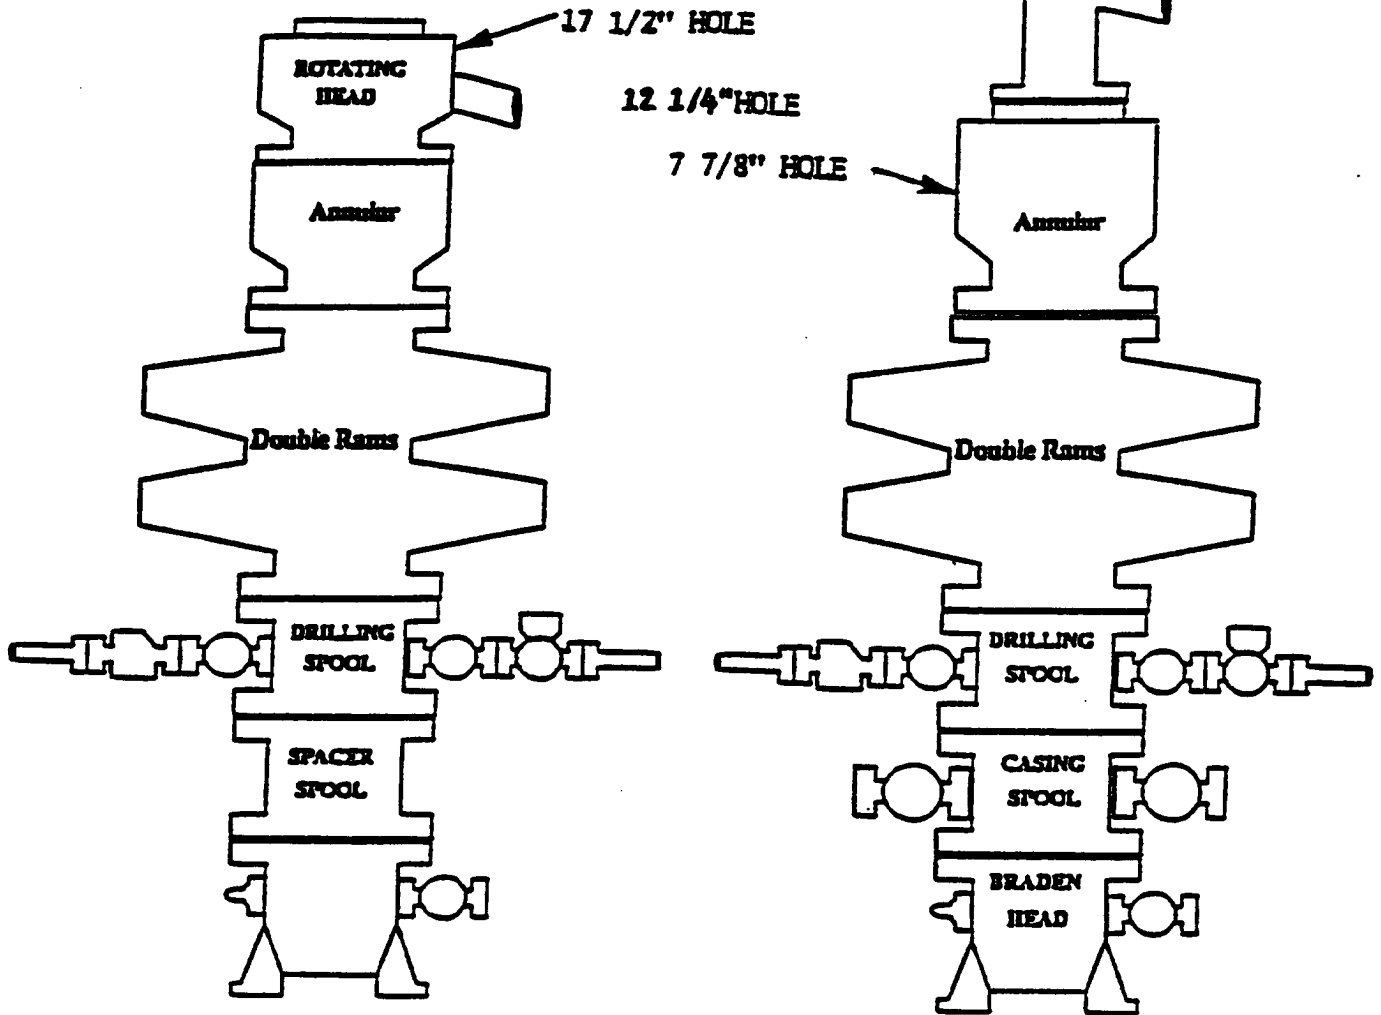 17 1/2" HOLE
ROTATING
HEAD
12 1/4" HOLE
7 7/8" HOLE
Annular
Double Rams
DRILLING
SPOOL
SPACER
SPOOL
Annular
Double Rams
DRILLING
SPOOL
CASING
SPOOL
BRADEN
HEAD